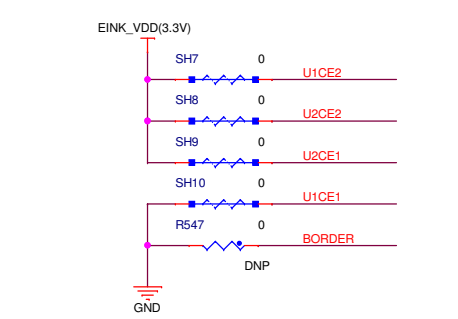 EINK_VDD(3.3V)
SH7 0 U1CE2
SH8 0 U2CE2
SH9 0 U2CE1
SH10 0 U1CE1
R547 0 BORDER
DNP
GND